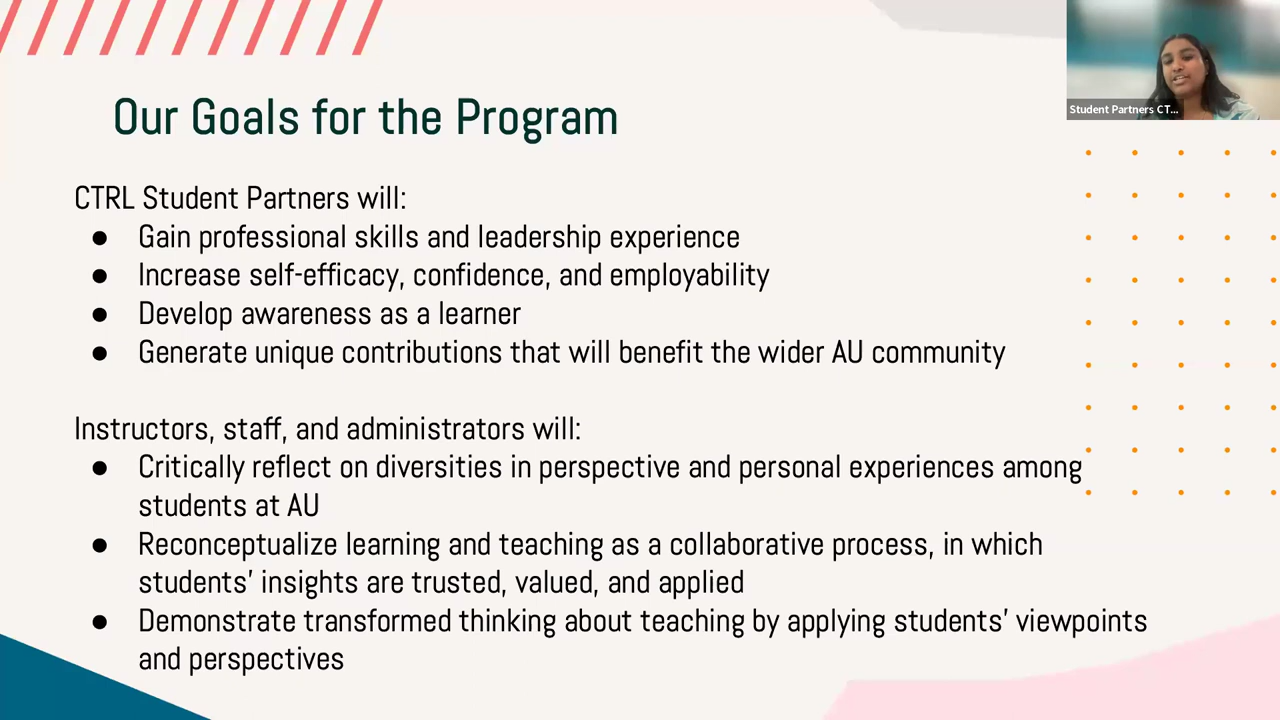 Student Partners CT...
Our Goals for the Program
CTRL Student Partners will:
● Gain professional skills and leadership experience
● Increase self-efficacy, confidence, and employability
● Develop awareness as a learner
● Generate unique contributions that will benefit the wider AU community
Instructors, staff, and administrators will:
● Critically reflect on diversities in perspective and personal experiences among
students at AU
● Reconceptualize learning and teaching as a collaborative process, in which
students’ insights are trusted, valued, and applied
● Demonstrate transformed thinking about teaching by applying students’ viewpoints
and perspectives